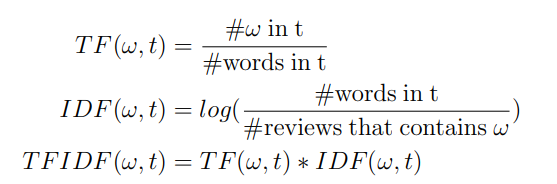 TF(ω, t) = #ω in t / #words in t
IDF(ω, t) = log( #words in t / #reviews that contains ω )
TFIDF(ω, t) = TF(ω, t) ∗ IDF(ω, t)